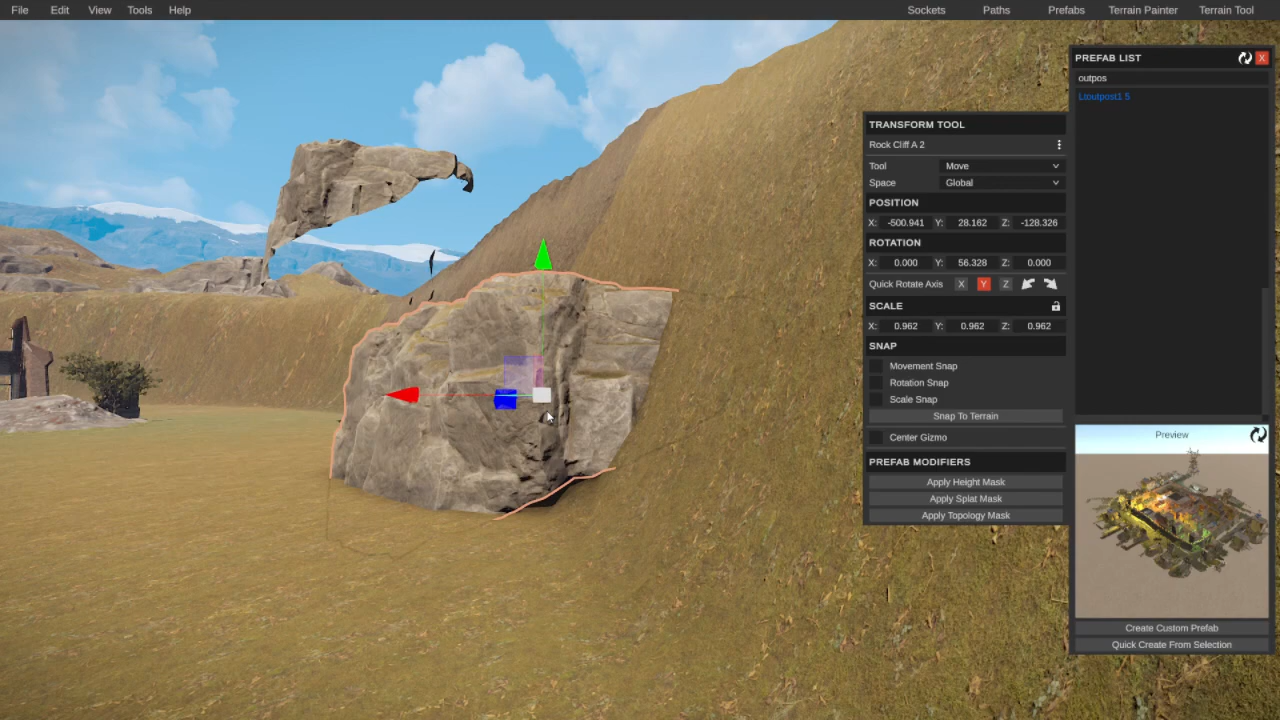 File Edit View Tools Help Sockets Paths Prefabs Terrain Painter Terrain Tool
PREFAB LIST X
outpos
Ltoutpost1 5
TRANSFORM TOOL
Rock Cliff A 2
Tool Move
Space Global
POSITION
X: -500.941 Y: 28.162 Z: -128.326
ROTATION
X: 0.000 Y: 56.328 Z: 0.000
Quick Rotate Axis X Y Z
SCALE
X: 0.962 Y: 0.962 Z: 0.962
SNAP
Movement Snap
Rotation Snap
Scale Snap
Snap To Terrain
Center Gizmo
PREFAB MODIFIERS
Apply Height Mask
Apply Splat Mask
Apply Topology Mask
Preview
Create Custom Prefab
Quick Create From Selection